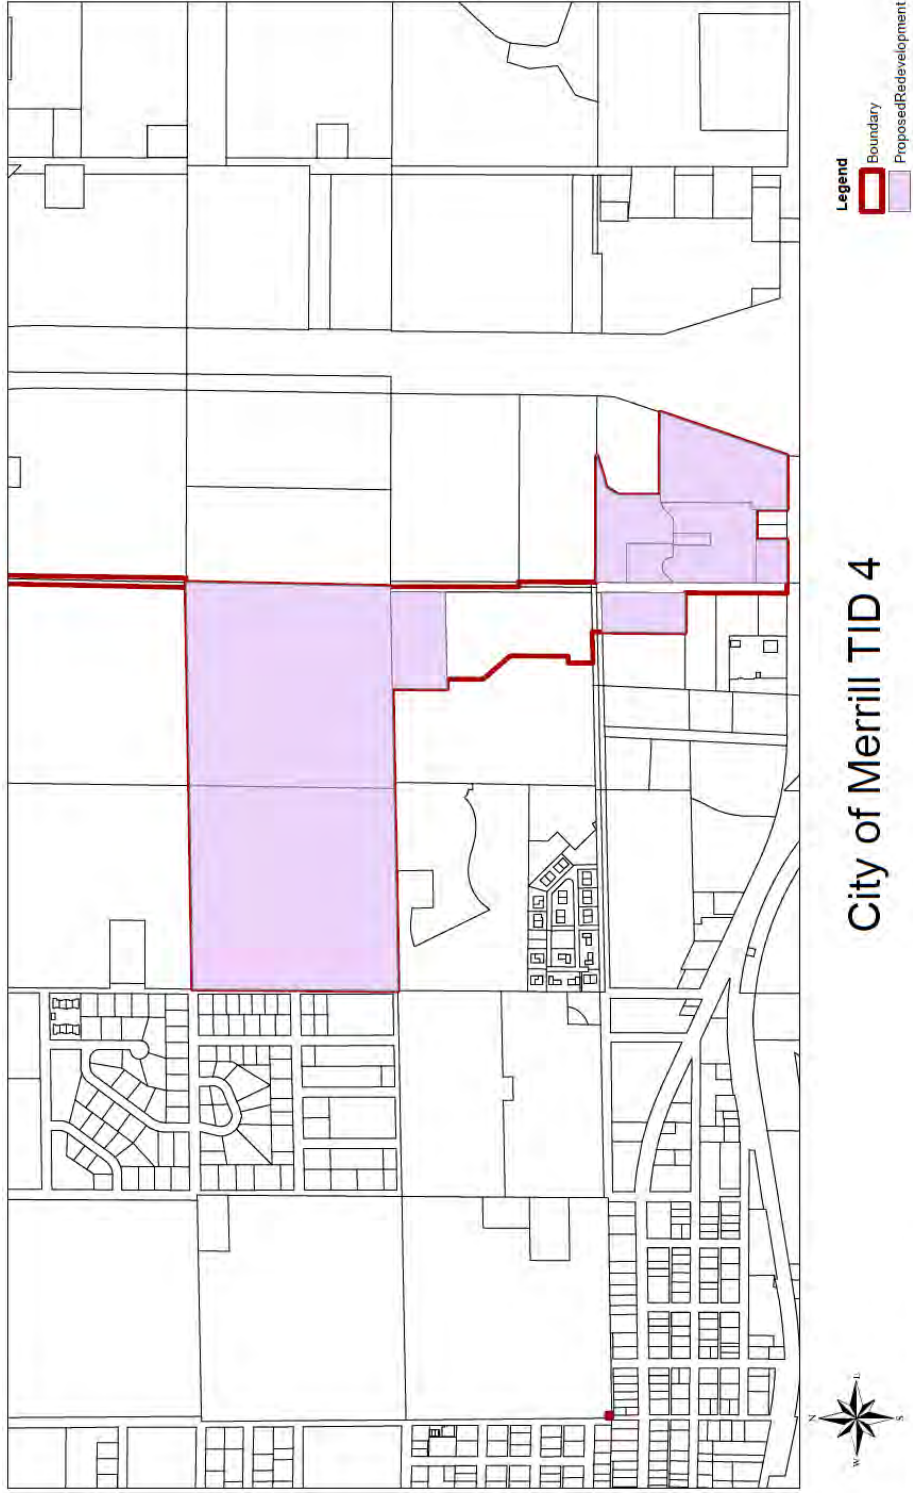 City of Merrill TID 4
Legend
Boundary
ProposedRedevelopment
N
W
E
S